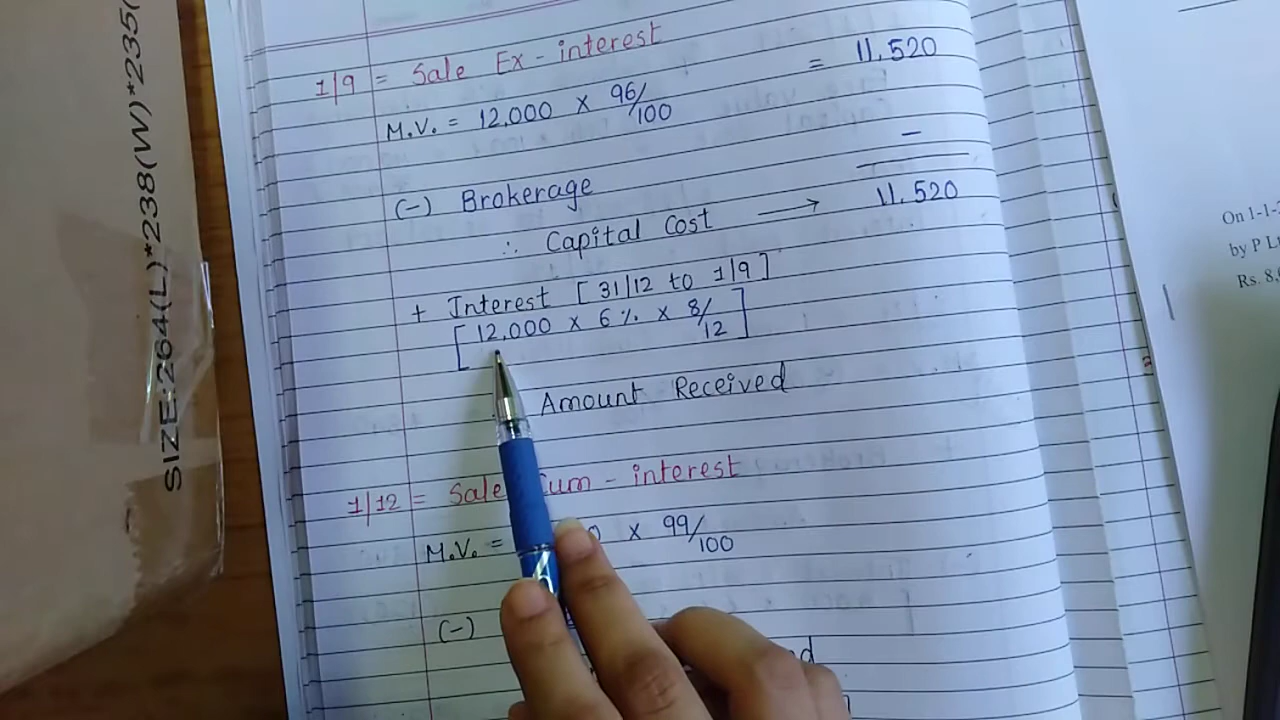 SIZE:264(L)*238(W)*235(
1/9 = Sale Ex - interest
M.V. = 12,000 × 96/100 = 11,520
(-) Brokerage –
∴ Capital Cost → 11,520
+ Interest [31/12 to 1/9]
[12,000 × 6% × 8/12]
Amount Received
1/12 = Sale Cum - interest
M.V. = 0 × 99/100
(-)
On 1-1-
by P L
Rs. 8,